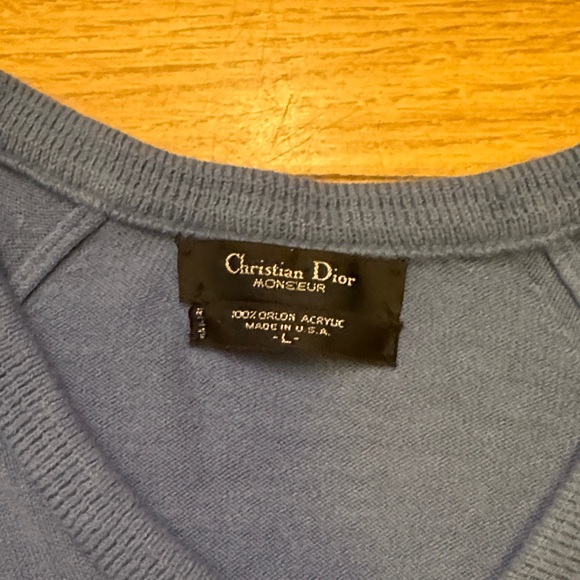 Christian Dior
MONSIEUR
100% ORLON ACRYLIC
MADE IN U.S.A.
-L-